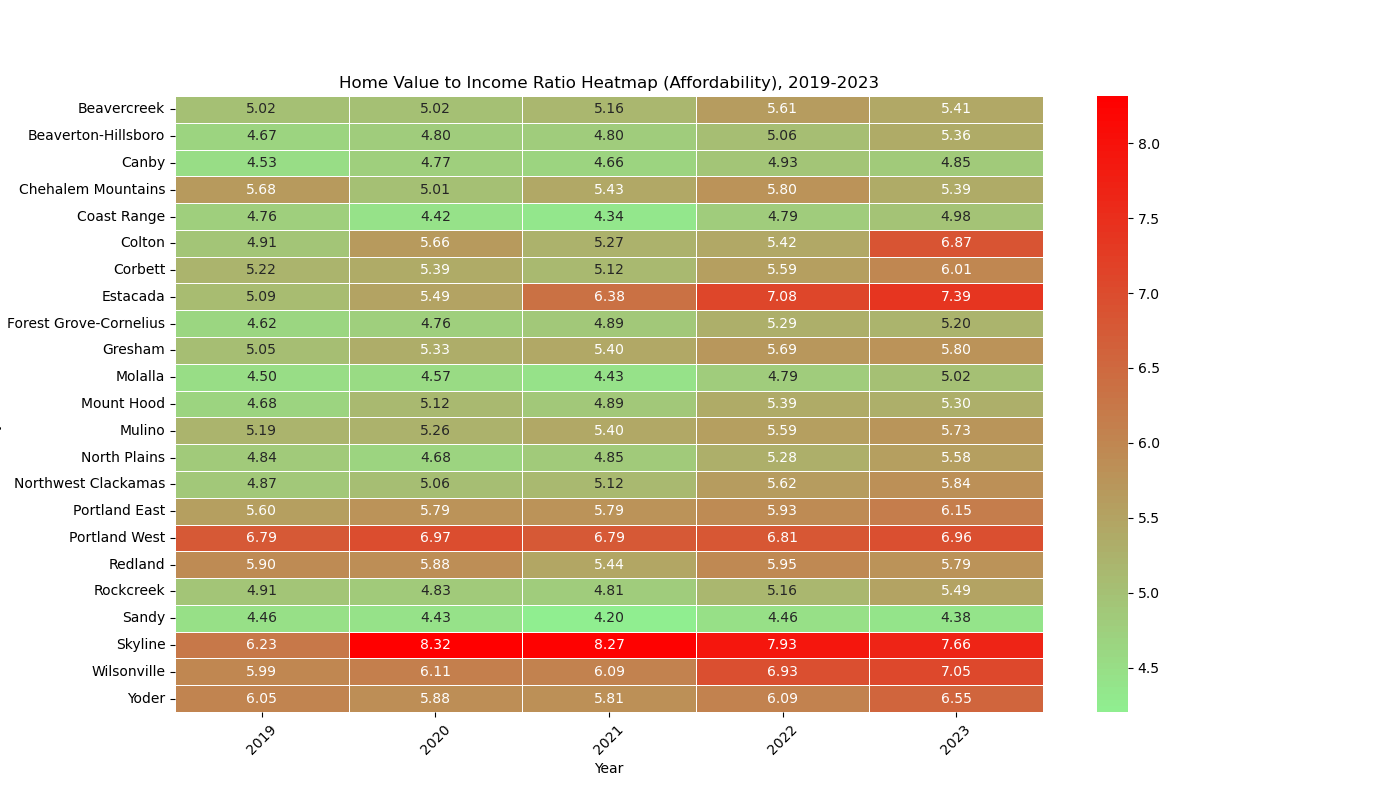 Home Value to Income Ratio Heatmap (Affordability), 2019-2023
Beavercreek 5.02 5.02 5.16 5.61 5.41
Beaverton-Hillsboro 4.67 4.80 4.80 5.06 5.36
Canby 4.53 4.77 4.66 4.93 4.85
Chehalem Mountains 5.68 5.01 5.43 5.80 5.39
Coast Range 4.76 4.42 4.34 4.79 4.98
Colton 4.91 5.66 5.27 5.42 6.87
Corbett 5.22 5.39 5.12 5.59 6.01
Estacada 5.09 5.49 6.38 7.08 7.39
Forest Grove-Cornelius 4.62 4.76 4.89 5.29 5.20
Gresham 5.05 5.33 5.40 5.69 5.80
Molalla 4.50 4.57 4.43 4.79 5.02
Mount Hood 4.68 5.12 4.89 5.39 5.30
Mulino 5.19 5.26 5.40 5.59 5.73
North Plains 4.84 4.68 4.85 5.28 5.58
Northwest Clackamas 4.87 5.06 5.12 5.62 5.84
Portland East 5.60 5.79 5.79 5.93 6.15
Portland West 6.79 6.97 6.79 6.81 6.96
Redland 5.90 5.88 5.44 5.95 5.79
Rockcreek 4.91 4.83 4.81 5.16 5.49
Sandy 4.46 4.43 4.20 4.46 4.38
Skyline 6.23 8.32 8.27 7.93 7.66
Wilsonville 5.99 6.11 6.09 6.93 7.05
Yoder 6.05 5.88 5.81 6.09 6.55
2019 2020 2021 2022 2023
Year
8.0
7.5
7.0
6.5
6.0
5.5
5.0
4.5